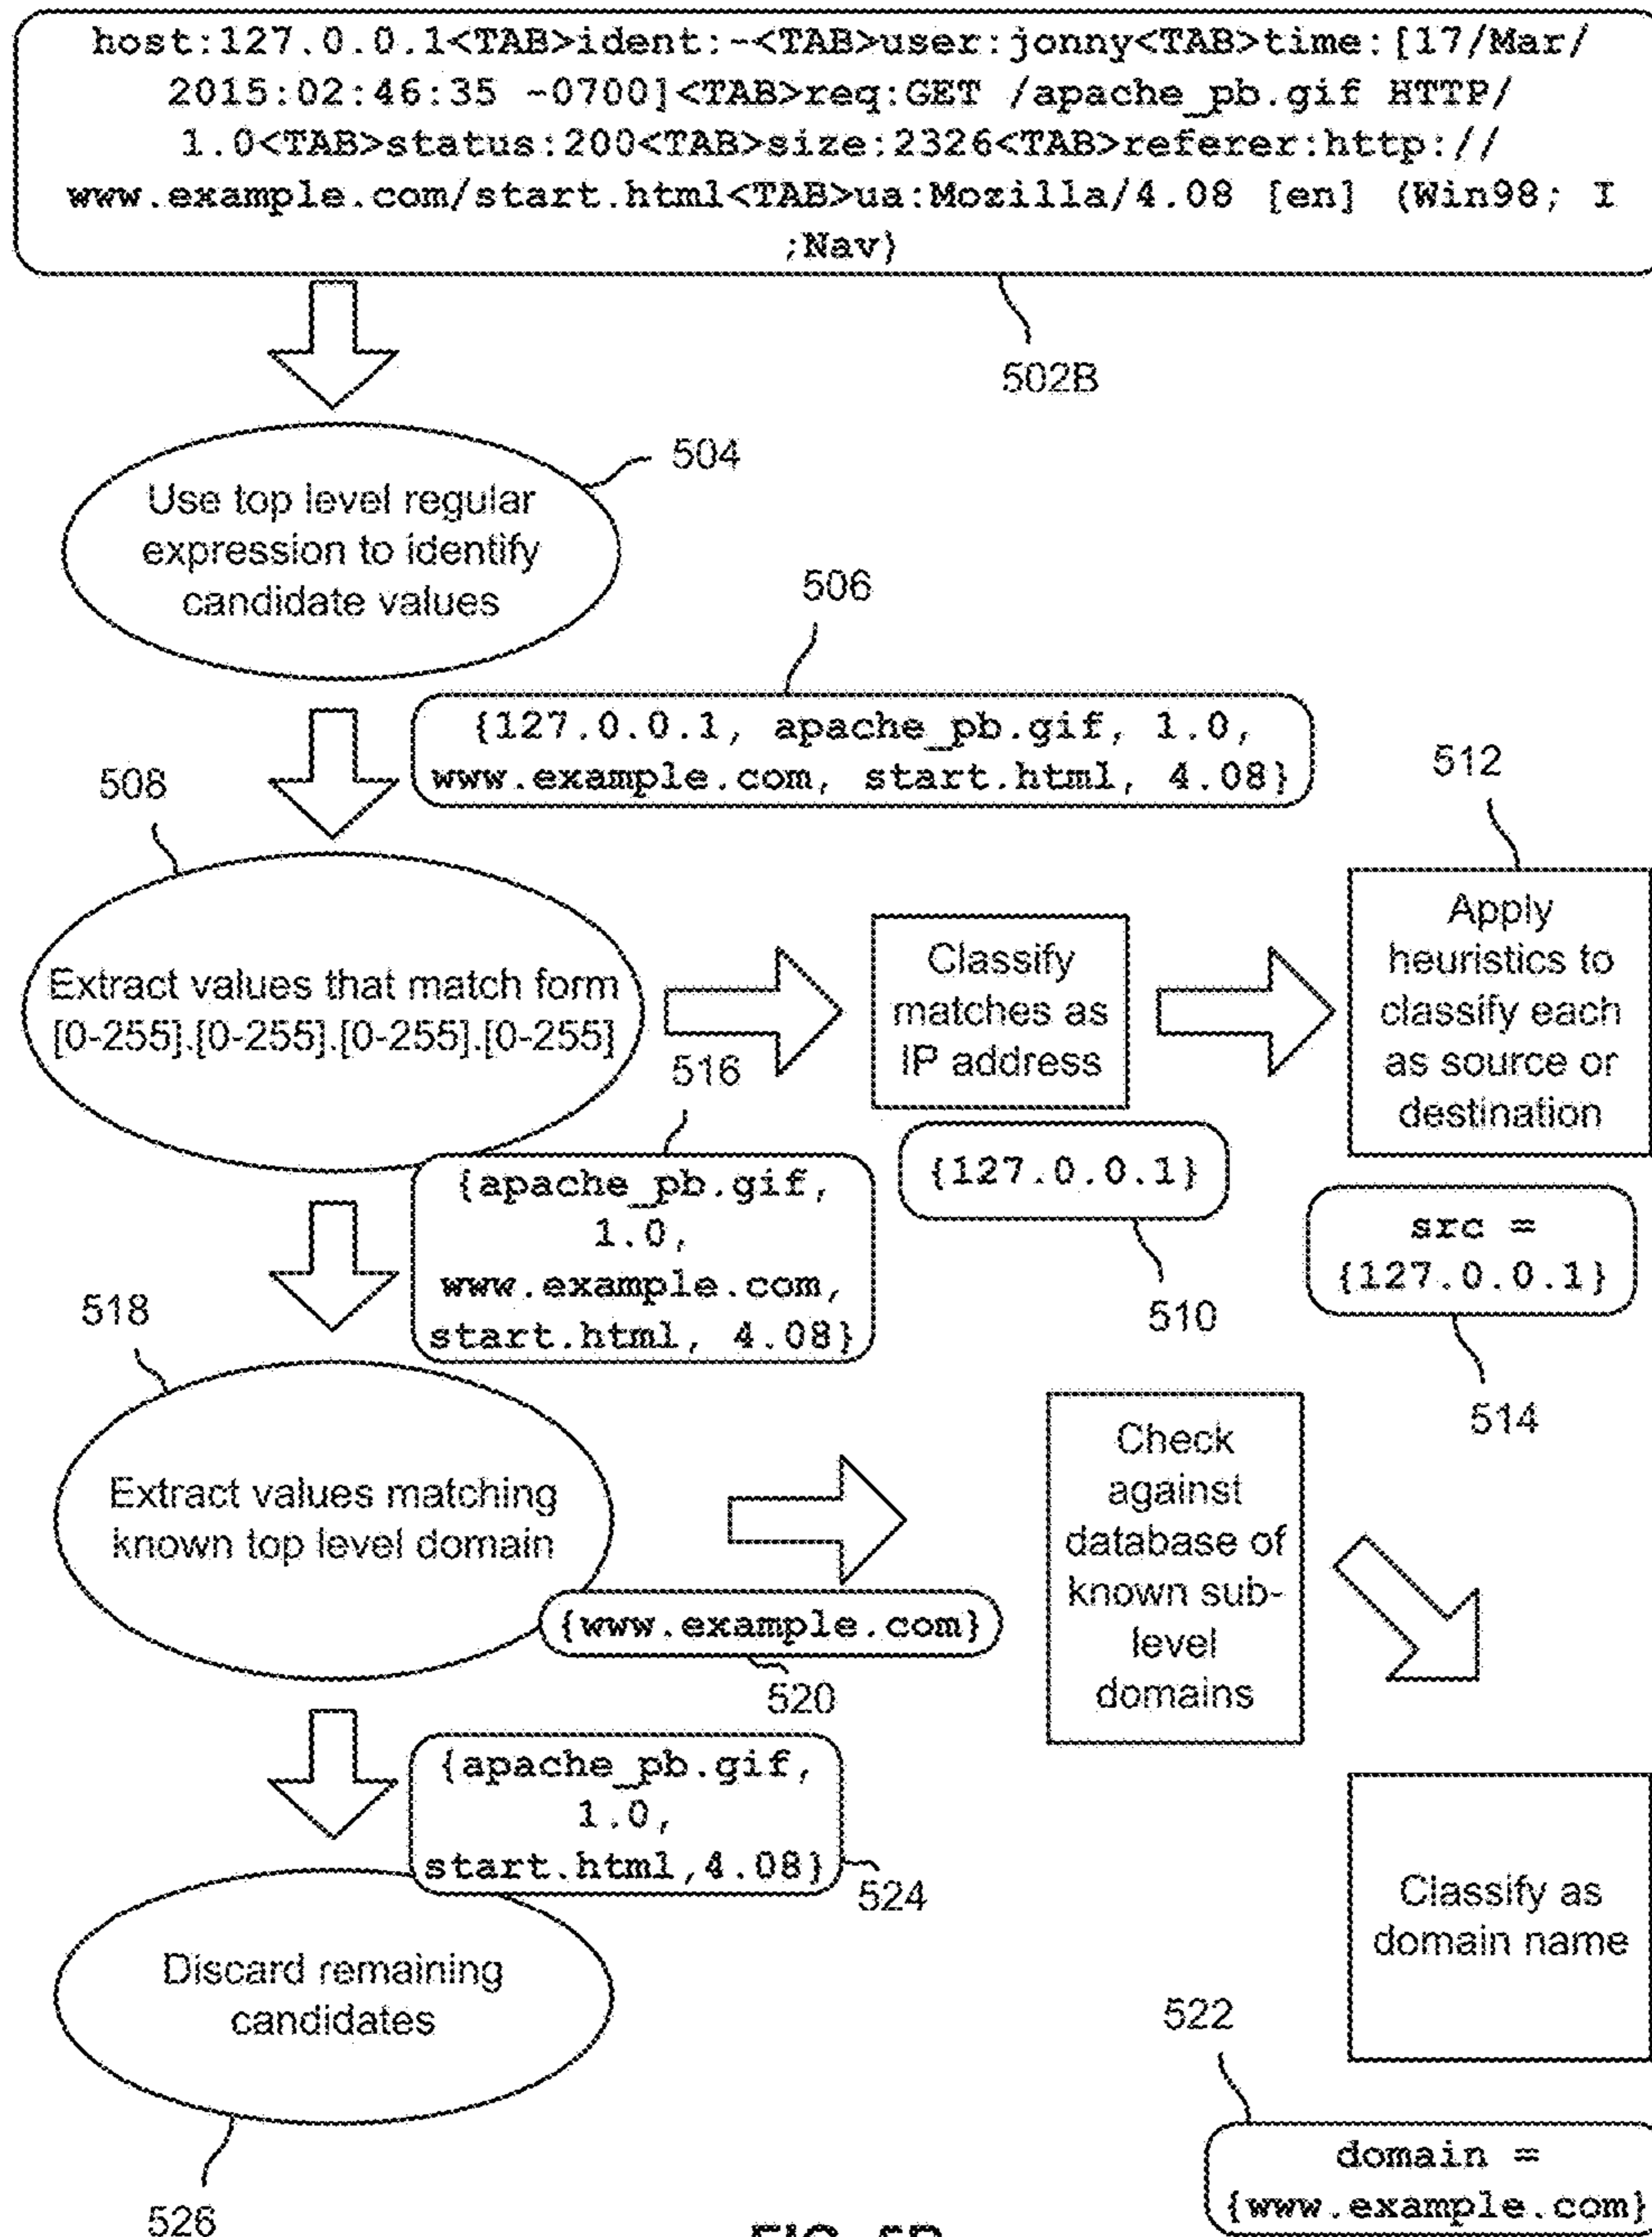 host:127.0.0.1<TAB>ident:-<TAB>user:jonny<TAB>time:[17/Mar/
2015:02:46:35 -0700]<TAB>req:GET /apache_pb.gif HTTP/
1.0<TAB>status:200<TAB>size:2326<TAB>referer:http://
www.example.com/start.html<TAB>ua:Mozilla/4.08 [en] (Win98; I
;Nav)
502B
504
Use top level regular
expression to identify
candidate values
506
{127.0.0.1, apache_pb.gif, 1.0,
www.example.com, start.html, 4.08}
508
512
Extract values that match form
[0-255].[0-255].[0-255].[0-255]
Classify
matches as
IP address
Apply
heuristics to
classify each
as source or
destination
516
{apache_pb.gif,
1.0,
www.example.com,
start.html, 4.08}
{127.0.0.1}
510
src =
{127.0.0.1}
514
518
Extract values matching
known top level domain
{www.example.com}
520
Check
against
database of
known sub-
level
domains
{apache_pb.gif,
1.0,
start.html,4.08}
524
Classify as
domain name
Discard remaining
candidates
522
domain =
{www.example.com}
526
FIG. 5B